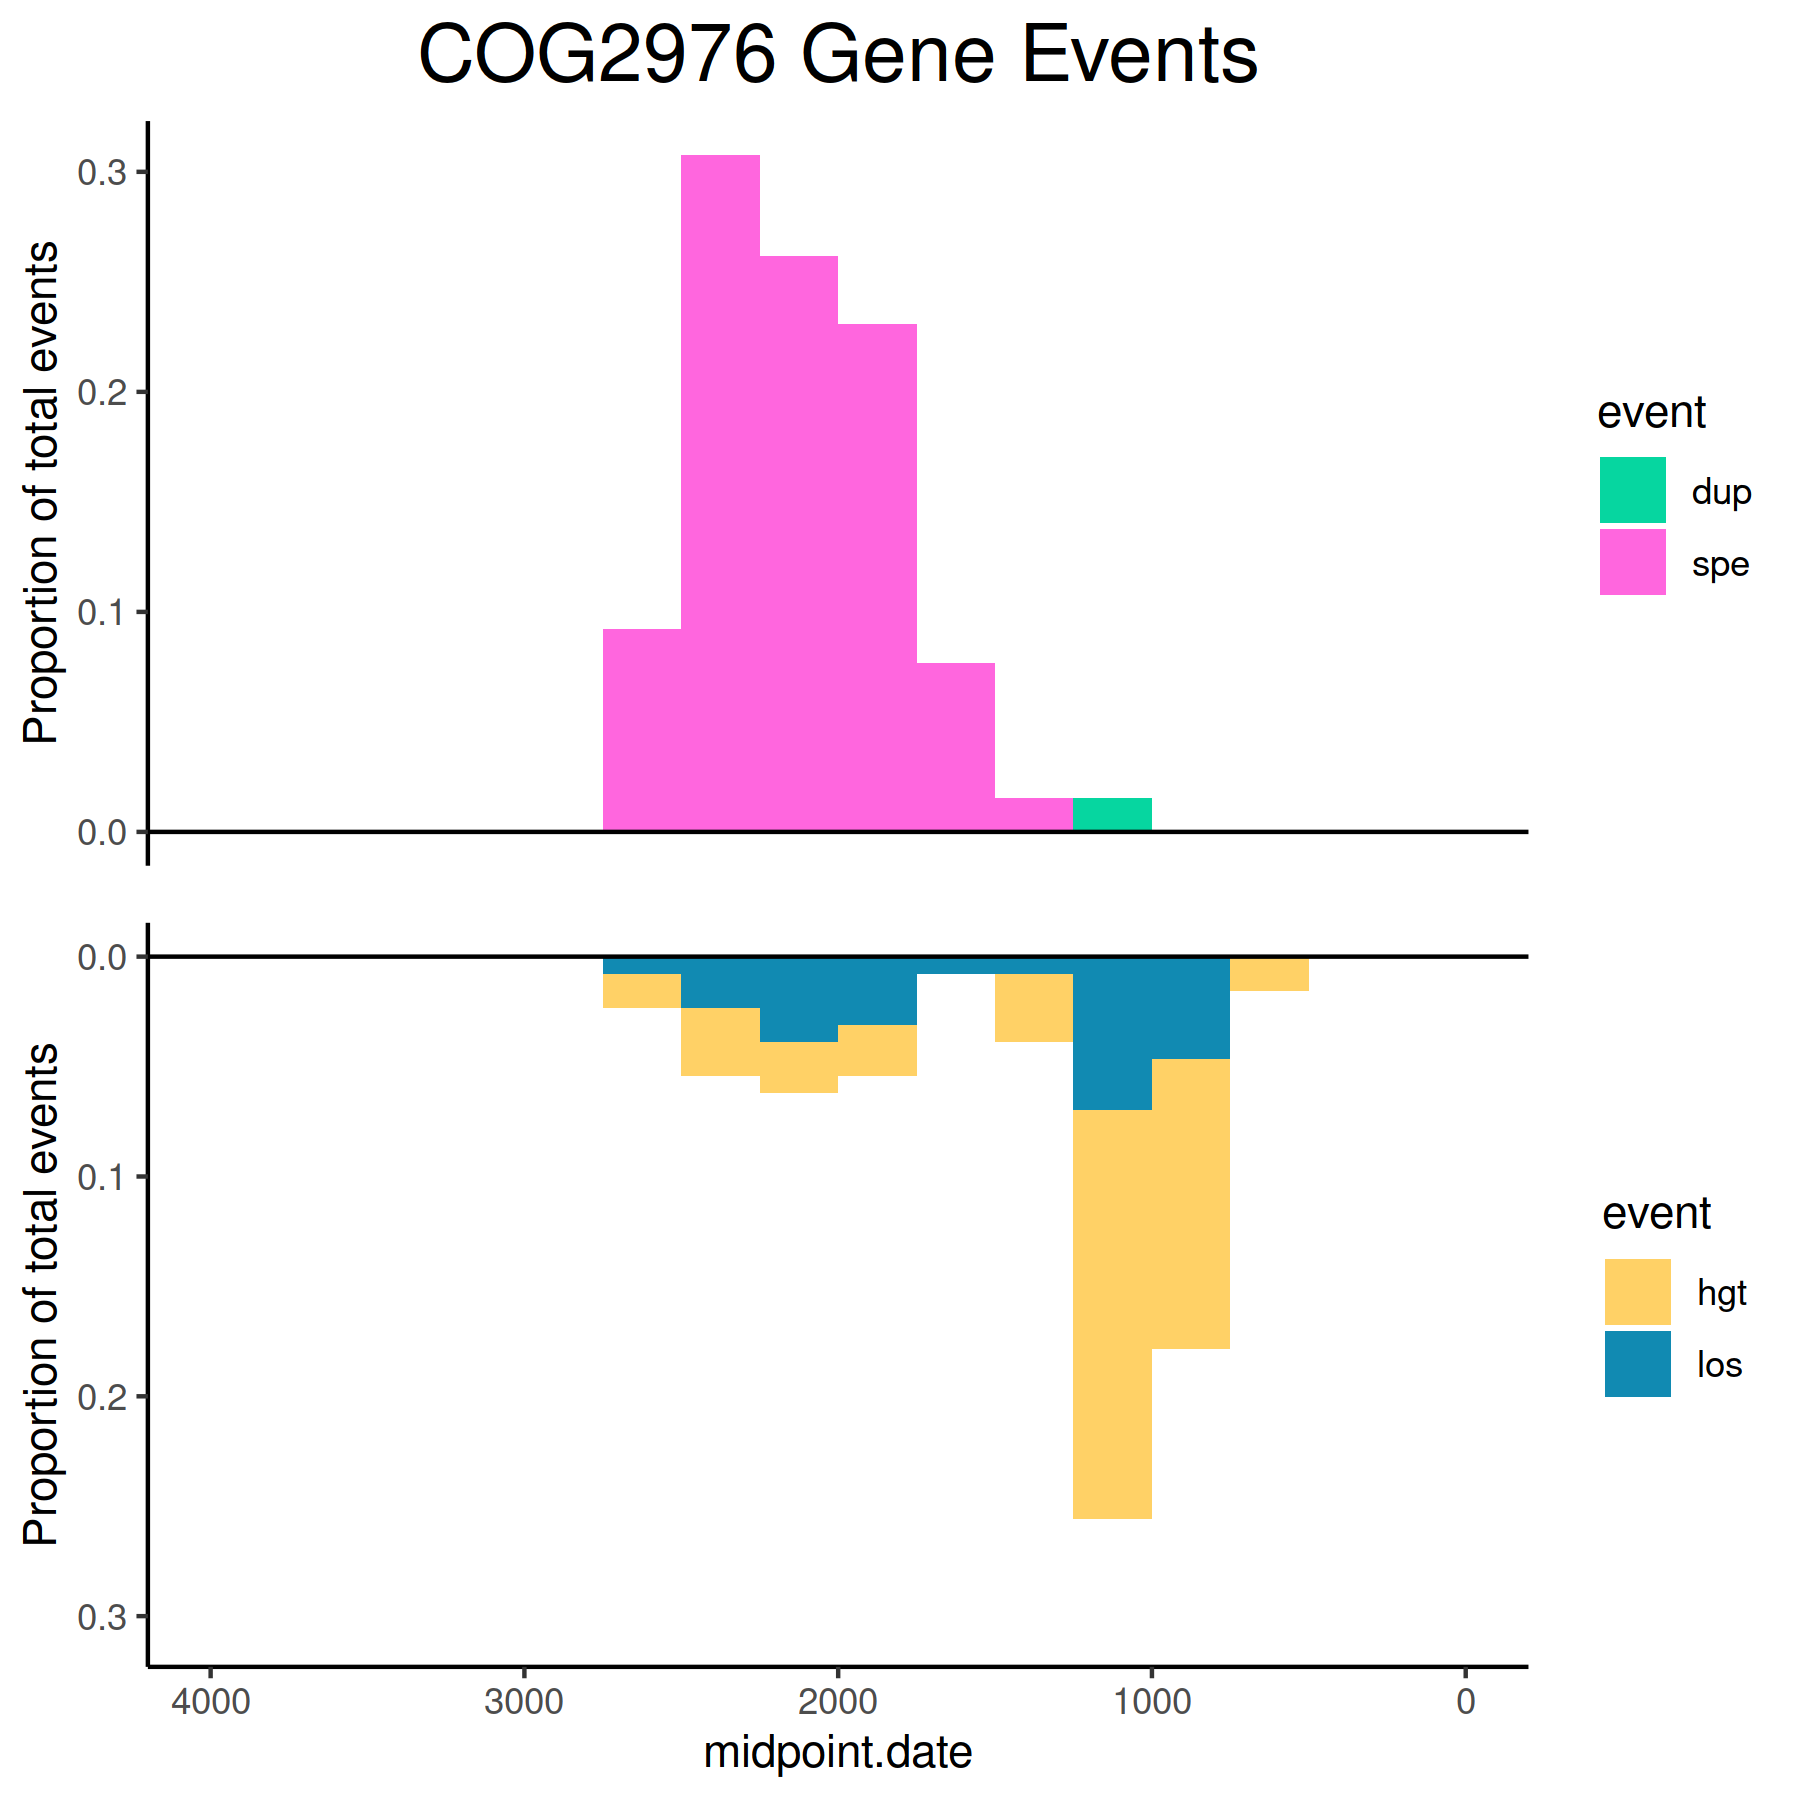 COG2976 Gene Events
Proportion of total events
0.3
0.2
0.1
0.0
event
dup
spe
Proportion of total events
0.0
0.1
0.2
0.3
event
hgt
los
4000 3000 2000 1000 0
midpoint.date